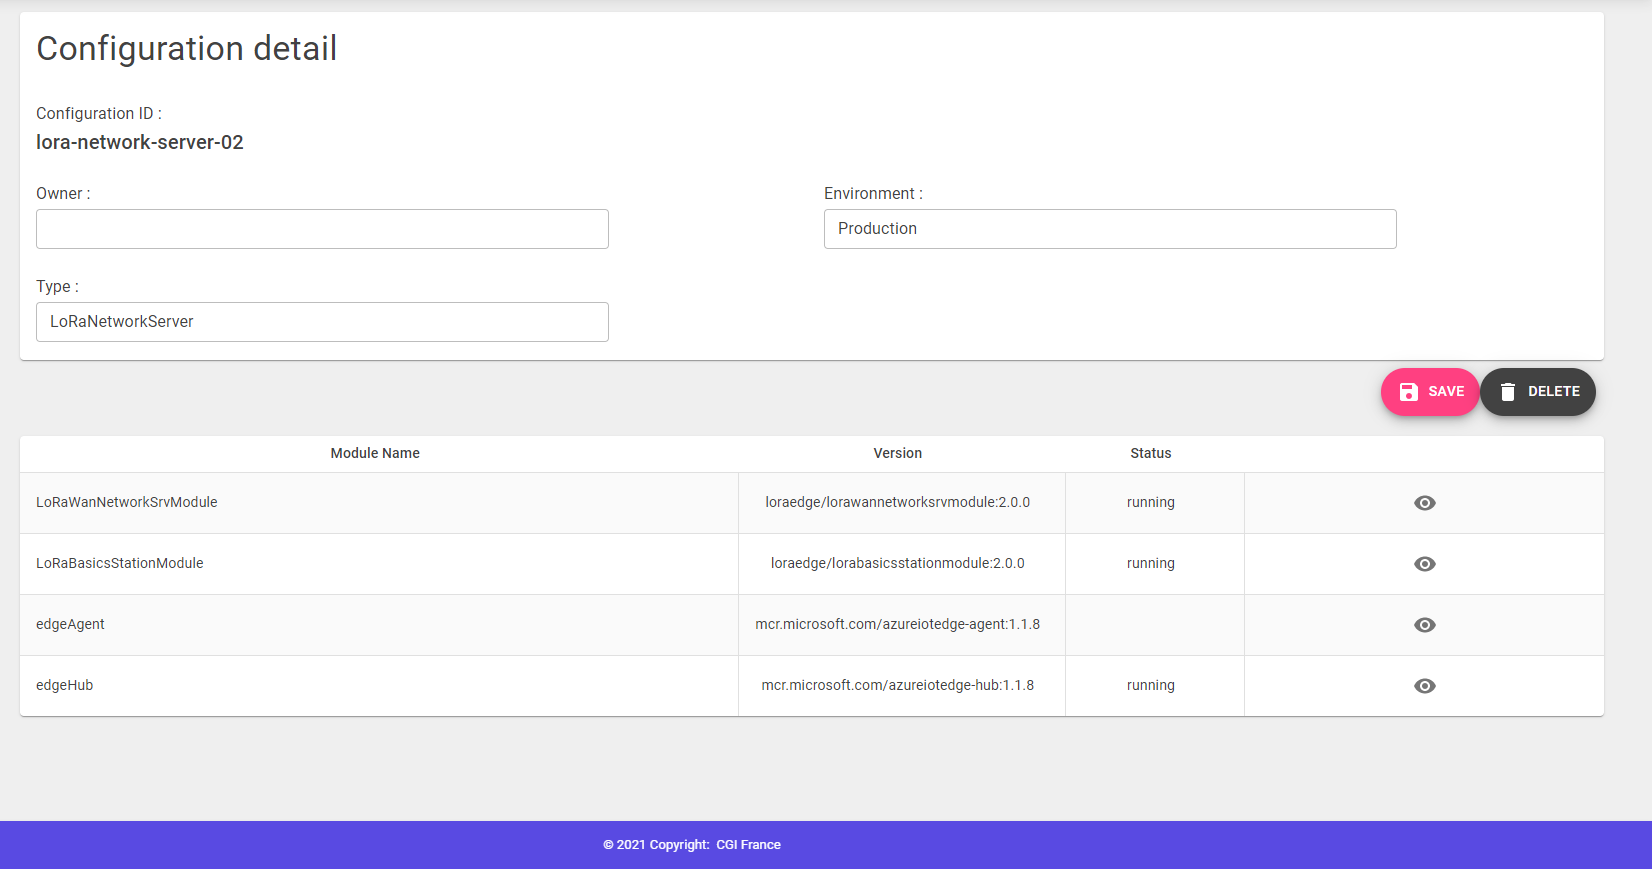 Configuration detail
Configuration ID :
lora-network-server-02
Owner :
Environment :
Production
Type :
LoRaNetworkServer
SAVE
DELETE
Module Name Version Status
LoRaWanNetworkSrvModule loraedge/lorawannetworksrvmodule:2.0.0 running
LoRaBasicsStationModule loraedge/lorabasicsstationmodule:2.0.0 running
edgeAgent mcr.microsoft.com/azureiotedge-agent:1.1.8
edgeHub mcr.microsoft.com/azureiotedge-hub:1.1.8 running
© 2021 Copyright: CGI France